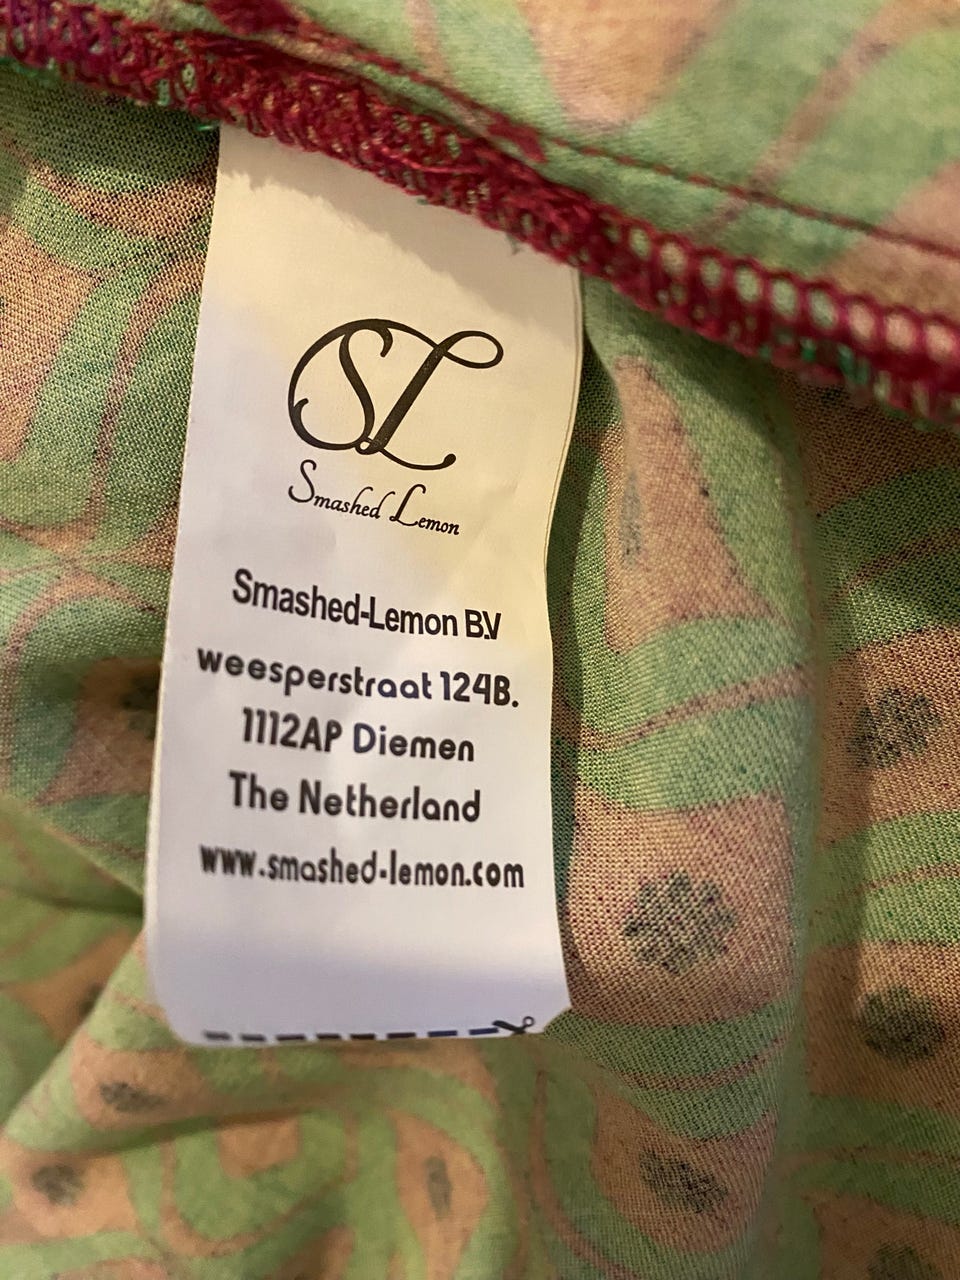 SL
Smashed Lemon
Smashed-Lemon B.V
weesperstraat 124B.
1112AP Diemen
The Netherland
www.smashed-lemon.com